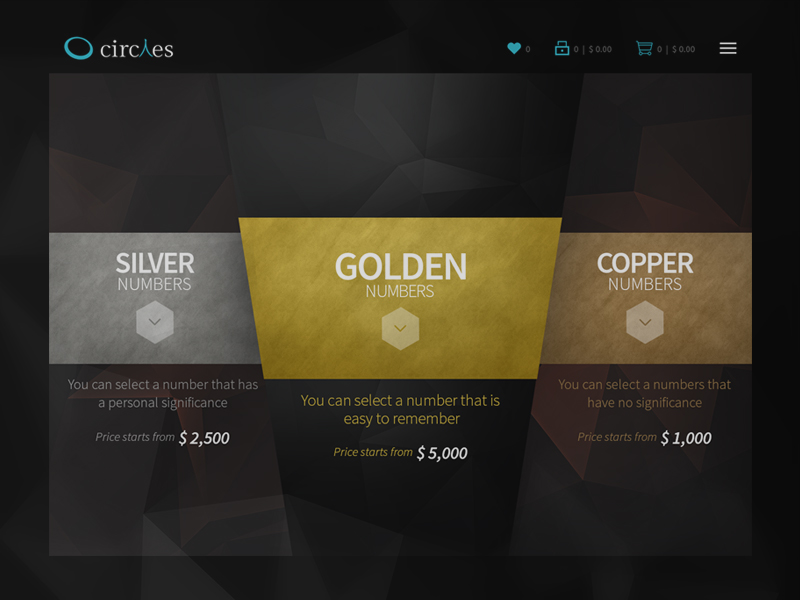 circles
0
0 | $ 0.00
0 | $ 0.00
SILVER
NUMBERS
You can select a number that has
a personal significance
Price starts from $ 2,500
GOLDEN
NUMBERS
You can select a number that is
easy to remember
Price starts from $ 5,000
COPPER
NUMBERS
You can select a numbers that
have no significance
Price starts from $ 1,000